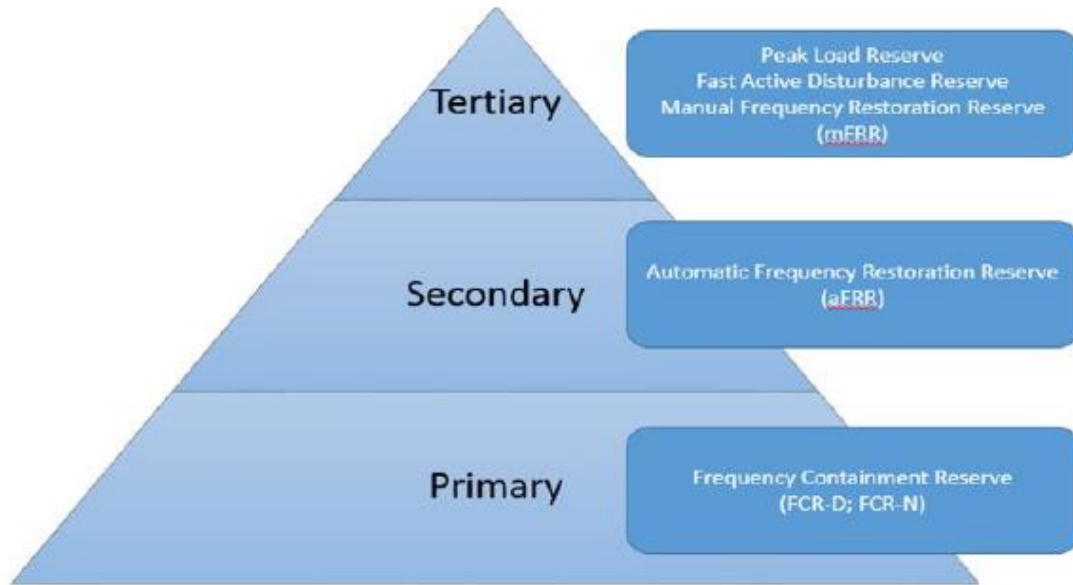 Tertiary
Peak Load Reserve
Fast Active Disturbance Reserve
Manual Frequency Restoration Reserve
(mFRR)
Secondary
Automatic Frequency Restoration Reserve
(aFRR)
Primary
Frequency Containment Reserve
(FCR-D; FCR-N)